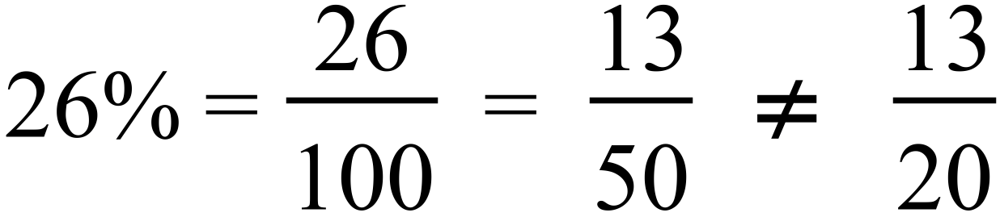 26% = 26/100 = 13/50 ≠ 13/20